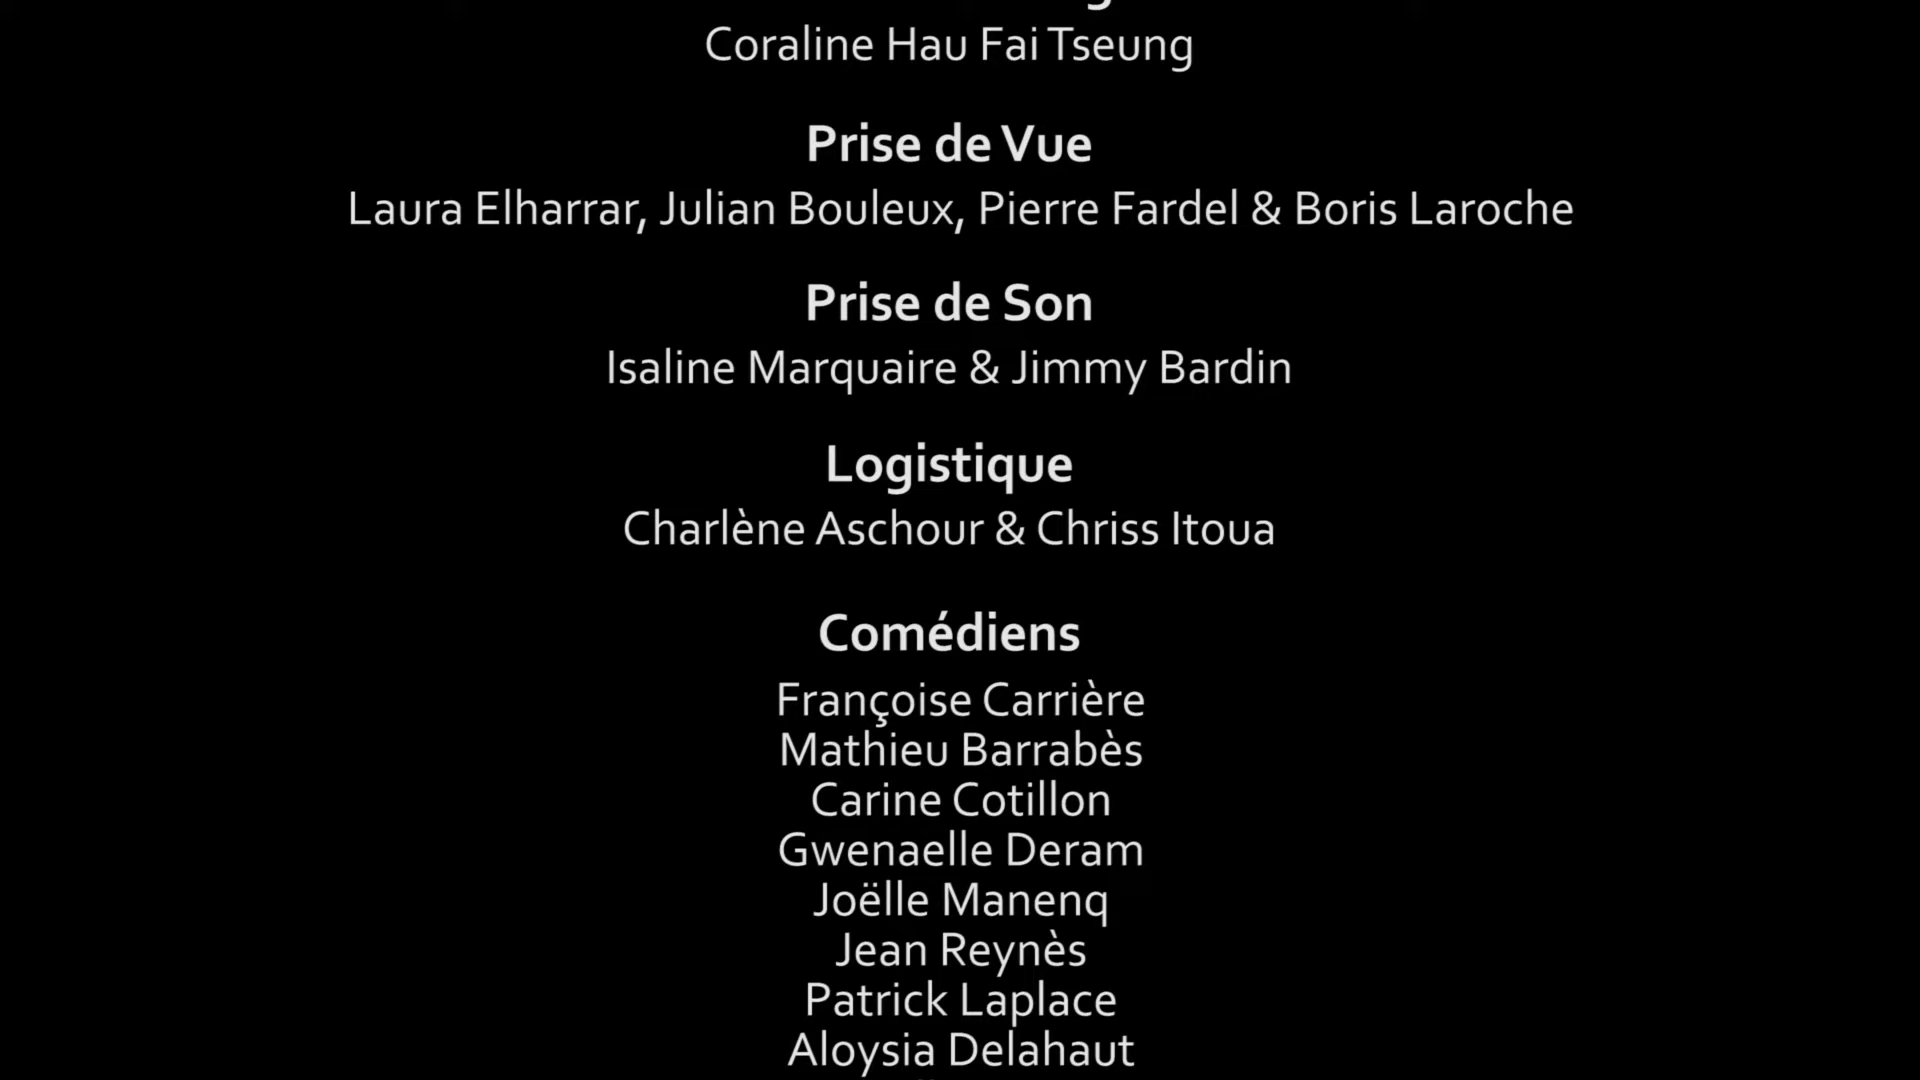 Coraline Hau Fai Tseung
Prise de Vue
Laura Elharrar, Julian Bouleux, Pierre Fardel & Boris Laroche
Prise de Son
Isaline Marquaire & Jimmy Bardin
Logistique
Charlène Aschour & Chriss Itoua
Comédiens
Françoise Carrière
Mathieu Barrabès
Carine Cotillon
Gwenaelle Deram
Joëlle Manenq
Jean Reynès
Patrick Laplace
Aloysia Delahaut